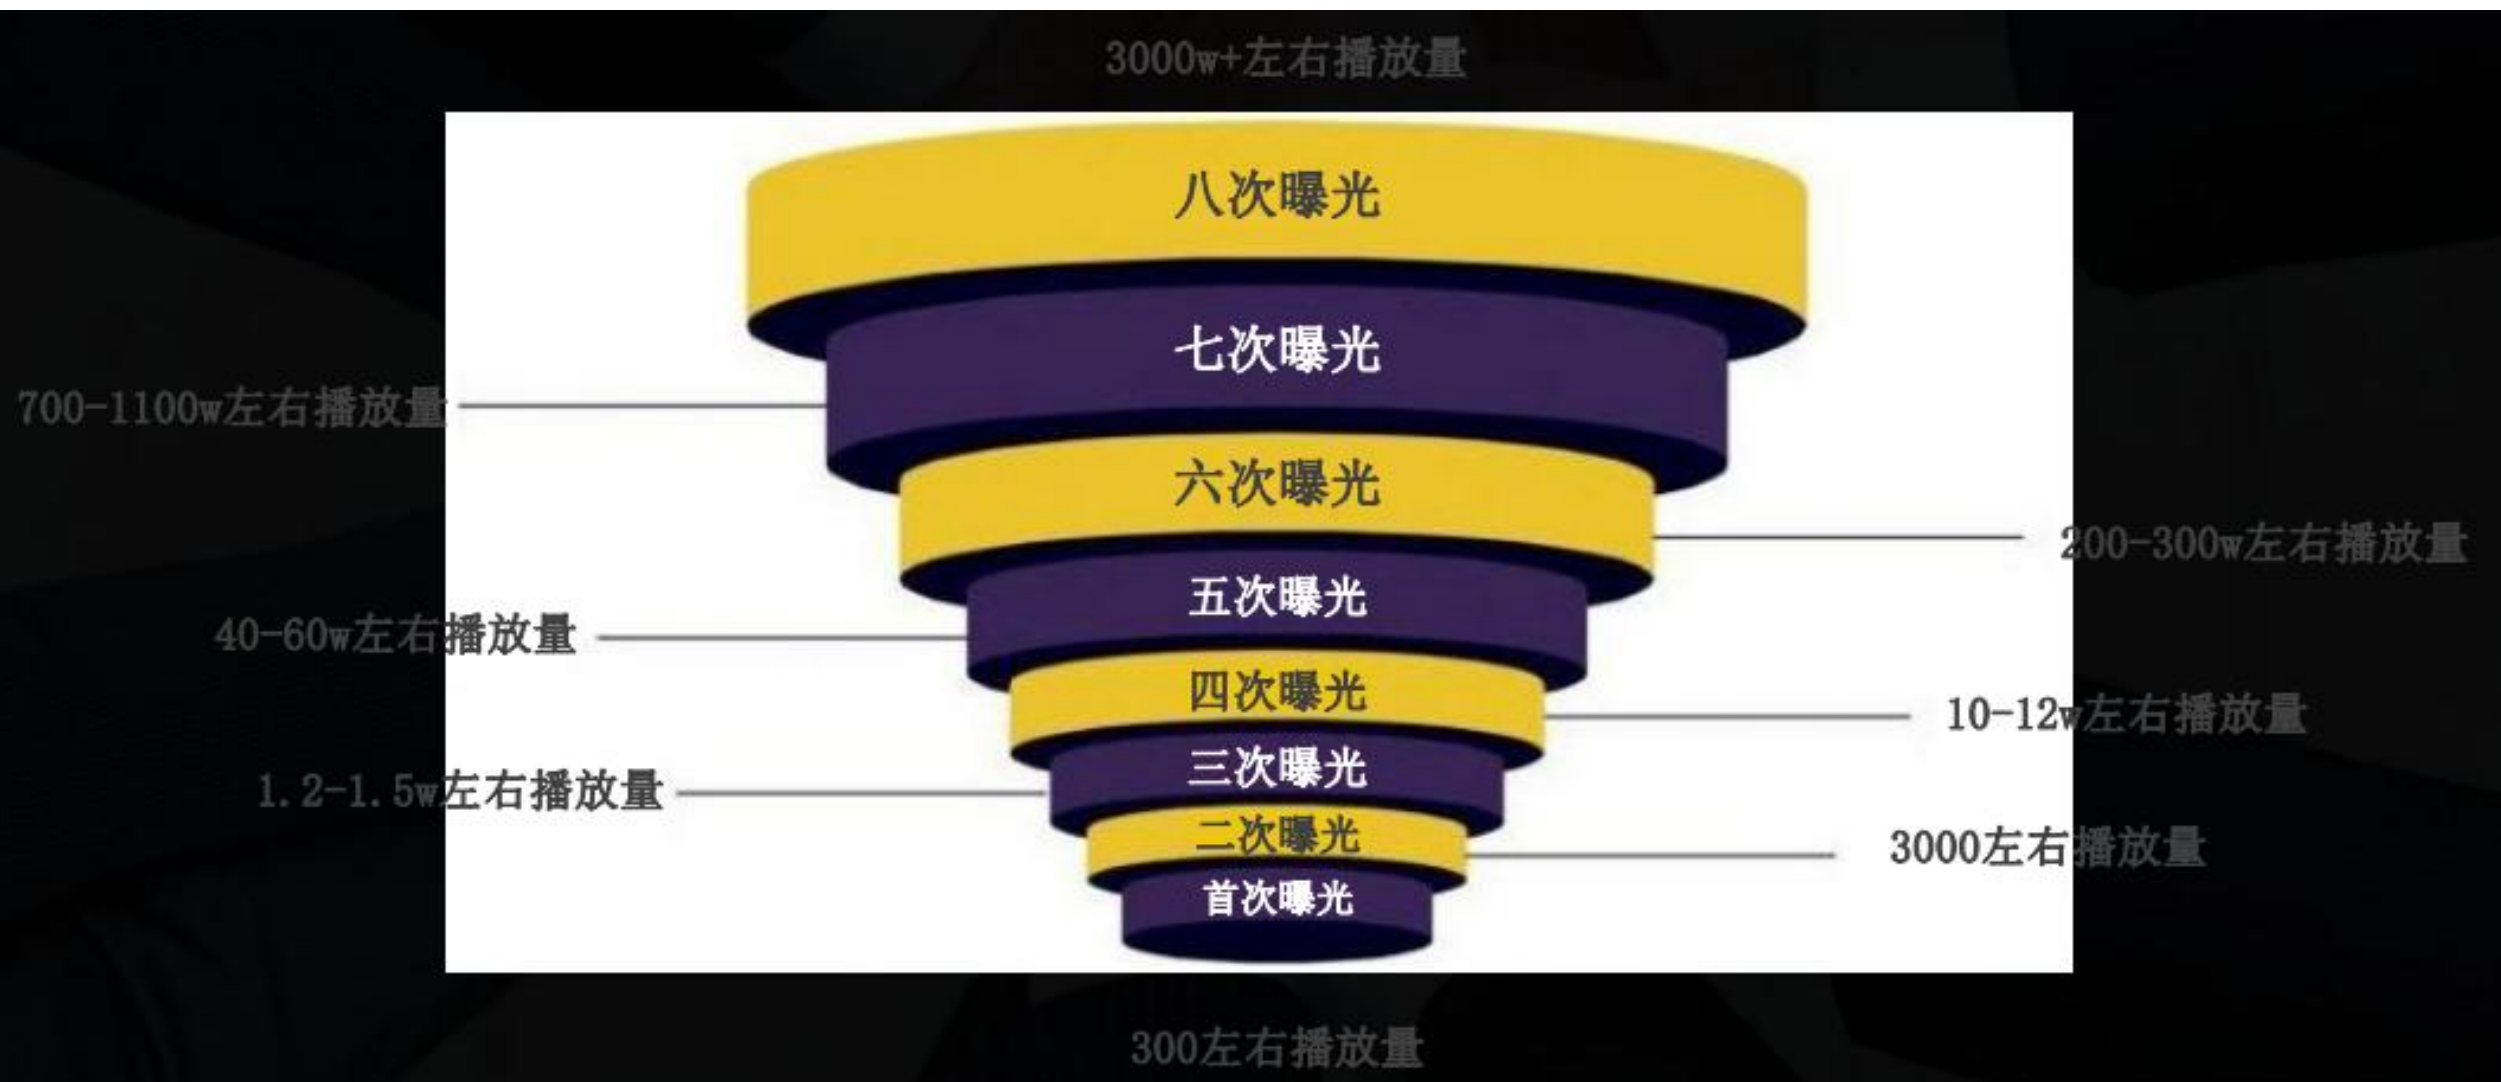 3000w+左右播放量
八次曝光
七次曝光
700-1100w左右播放量
六次曝光
200-300w左右播放量
五次曝光
40-60w左右播放量
四次曝光
10-12w左右播放量
三次曝光
1.2-1.5w左右播放量
二次曝光
3000左右播放量
首次曝光
300左右播放量